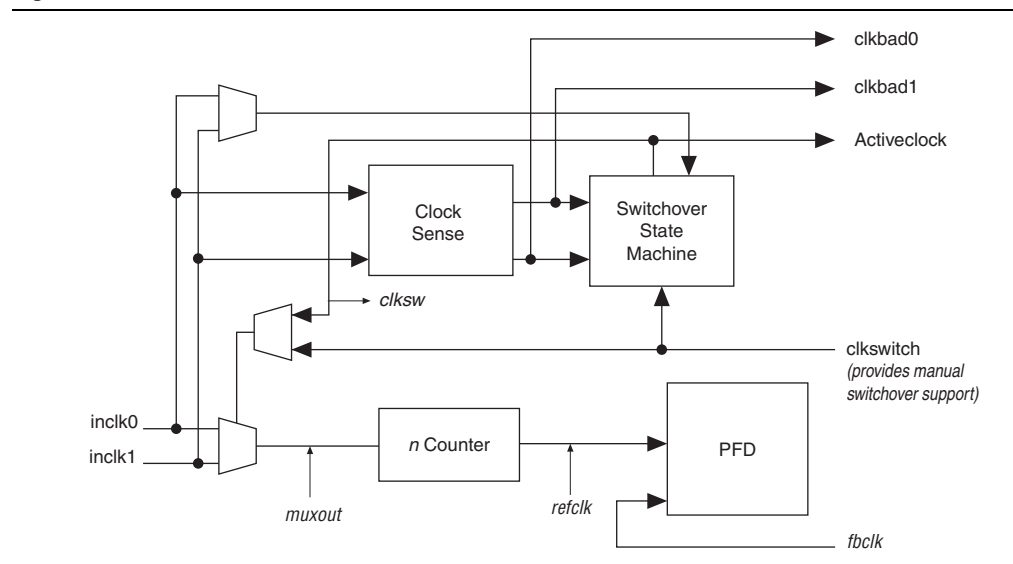 clkbad0
clkbad1
Activeclock
Clock
Sense
Switchover
State
Machine
clksw
clkswitch
(provides manual
switchover support)
inclk0
inclk1
n Counter
PFD
muxout
refclk
fbclk